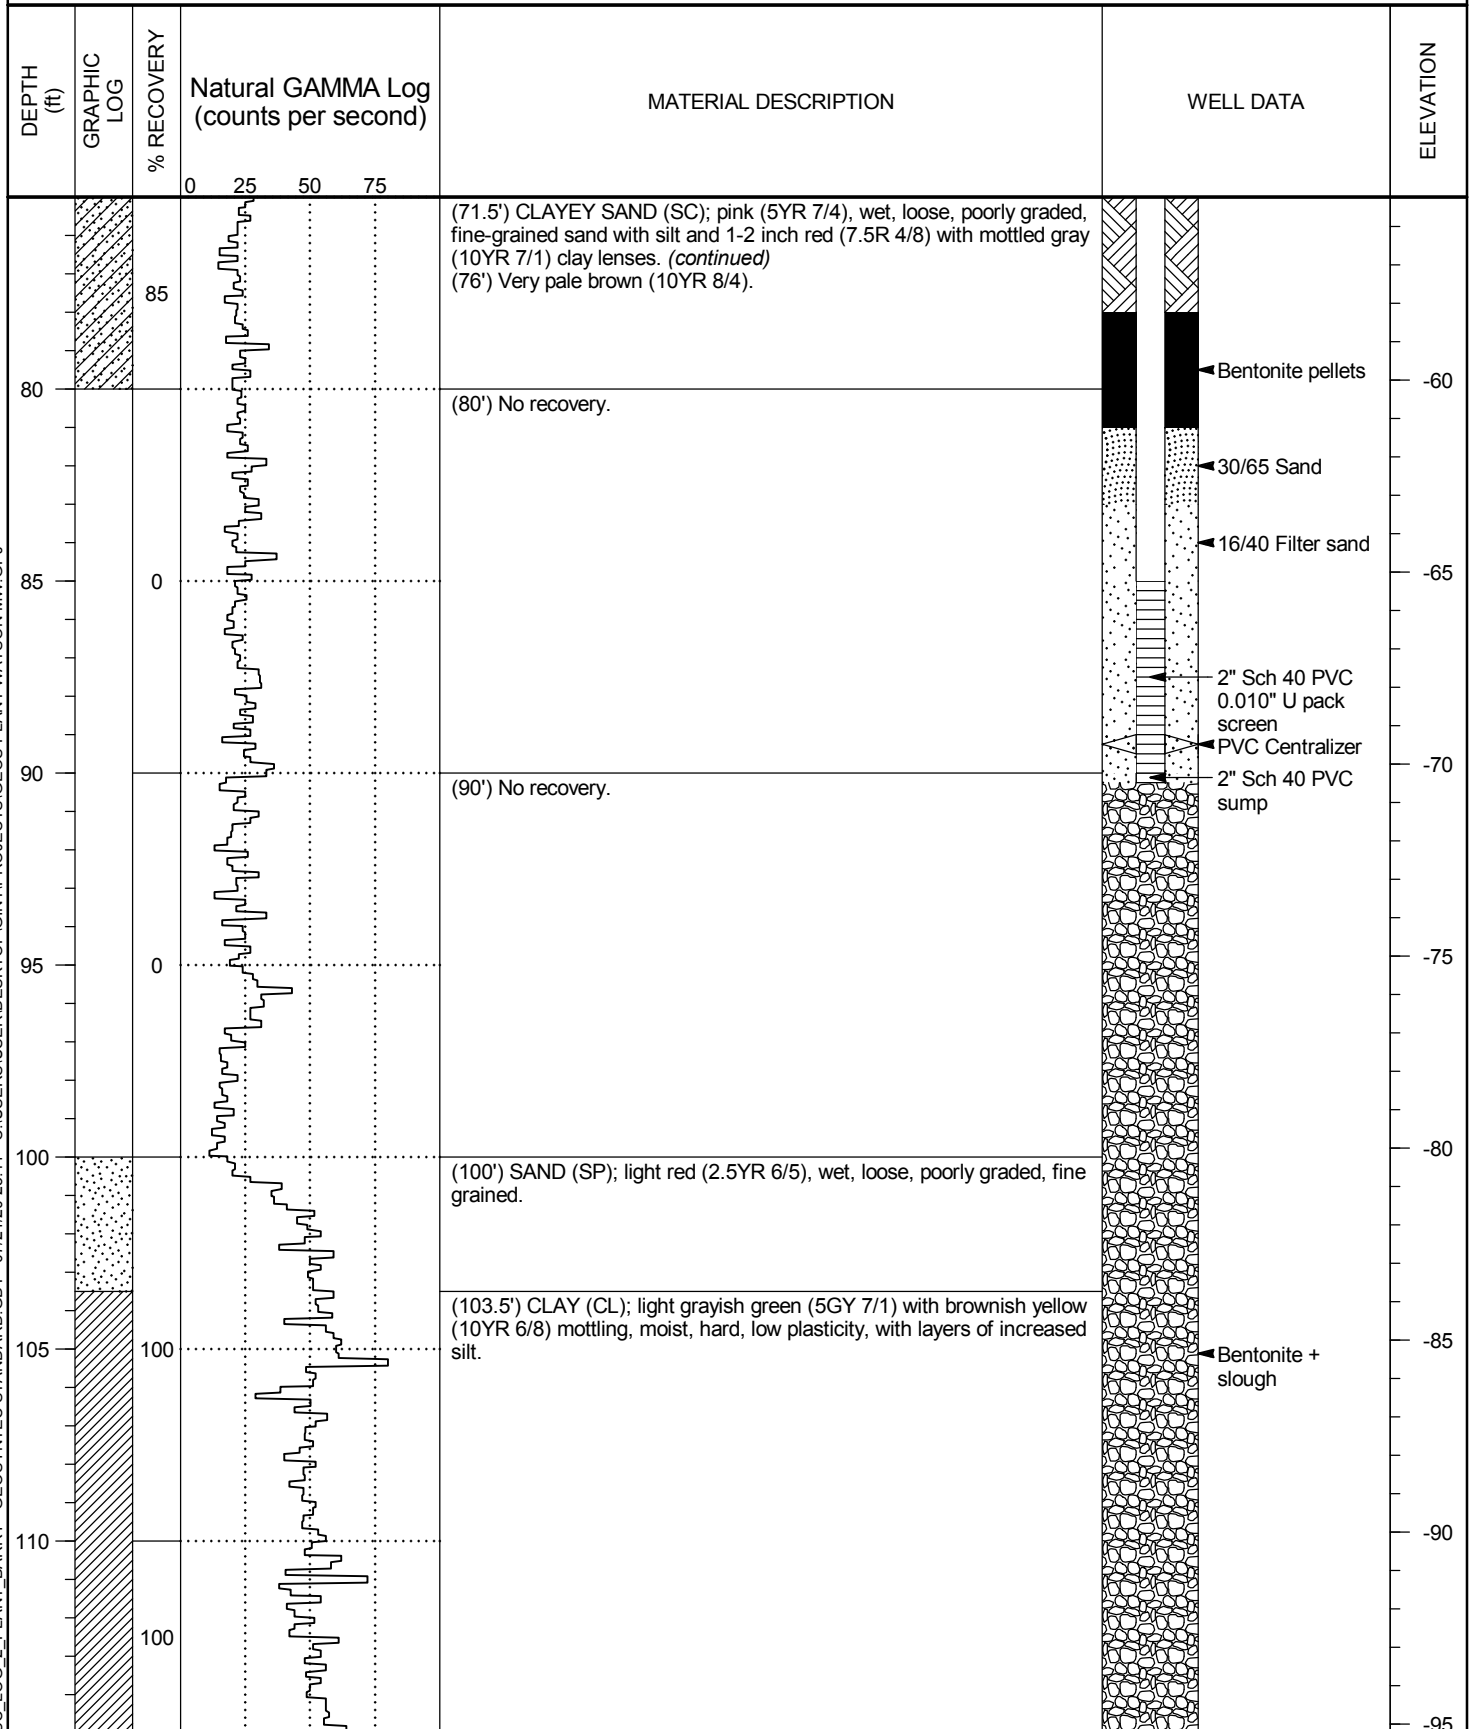 DEPTH
(ft)
GRAPHIC
LOG
% RECOVERY
Natural GAMMA Log
(counts per second)
0 25 50 75
MATERIAL DESCRIPTION
WELL DATA
ELEVATION
(71.5') CLAYEY SAND (SC); pink (5YR 7/4), wet, loose, poorly graded,
fine-grained sand with silt and 1-2 inch red (7.5R 4/8) with mottled gray
(10YR 7/1) clay lenses. (continued)
(76') Very pale brown (10YR 8/4).
85
Bentonite pellets
-60
80
(80') No recovery.
30/65 Sand
16/40 Filter sand
-65
85
0
2" Sch 40 PVC
0.010" U pack
screen
PVC Centralizer
-70
90
2" Sch 40 PVC
sump
(90') No recovery.
-75
95
0
-80
100
(100') SAND (SP); light red (2.5YR 6/5), wet, loose, poorly graded, fine
grained.
(103.5') CLAY (CL); light grayish green (5GY 7/1) with brownish yellow
(10YR 6/8) mottling, moist, hard, low plasticity, with layers of increased
silt.
-85
105
100
Bentonite +
slough
-90
110
100
-95